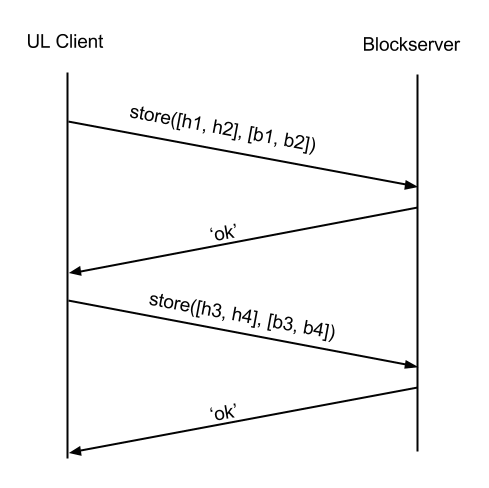 UL Client
Blockserver
store([h1, h2], [b1, b2])
‘ok’
store([h3, h4], [b3, b4])
‘ok’